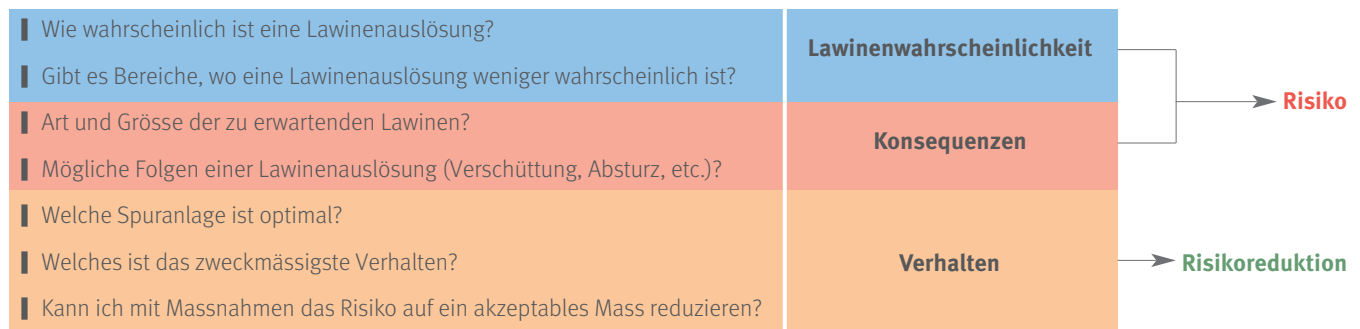 Wie wahrscheinlich ist eine Lawinenauslösung?
Gibt es Bereiche, wo eine Lawinenauslösung weniger wahrscheinlich ist?
Lawinenwahrscheinlichkeit
Art und Grösse der zu erwartenden Lawinen?
Mögliche Folgen einer Lawinenauslösung (Verschüttung, Absturz, etc.)?
Konsequenzen
Risiko
Welche Spuranlage ist optimal?
Welches ist das zweckmässigste Verhalten?
Kann ich mit Massnahmen das Risiko auf ein akzeptables Mass reduzieren?
Verhalten
Risikoreduktion